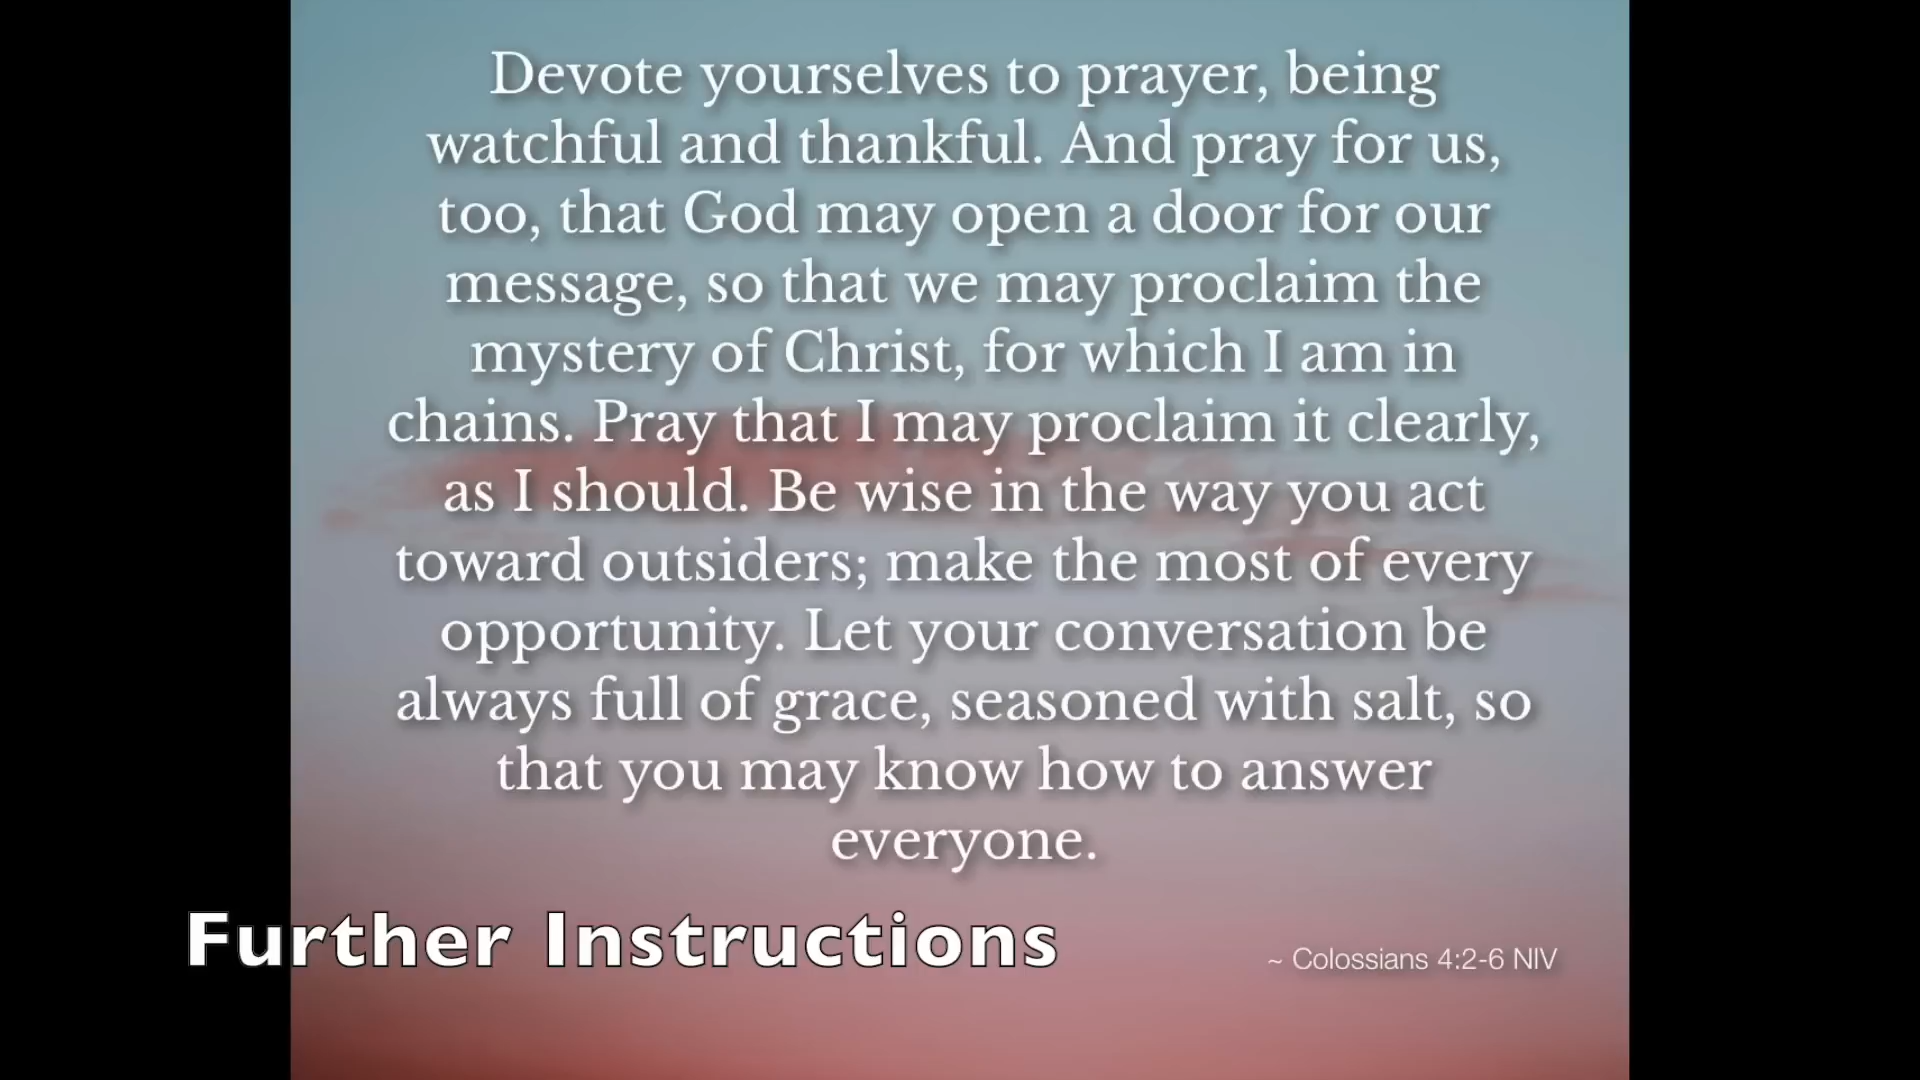 Devote yourselves to prayer, being
watchful and thankful. And pray for us,
too, that God may open a door for our
message, so that we may proclaim the
mystery of Christ, for which I am in
chains. Pray that I may proclaim it clearly,
as I should. Be wise in the way you act
toward outsiders; make the most of every
opportunity. Let your conversation be
always full of grace, seasoned with salt, so
that you may know how to answer
everyone.
Further Instructions
~ Colossians 4:2-6 NIV